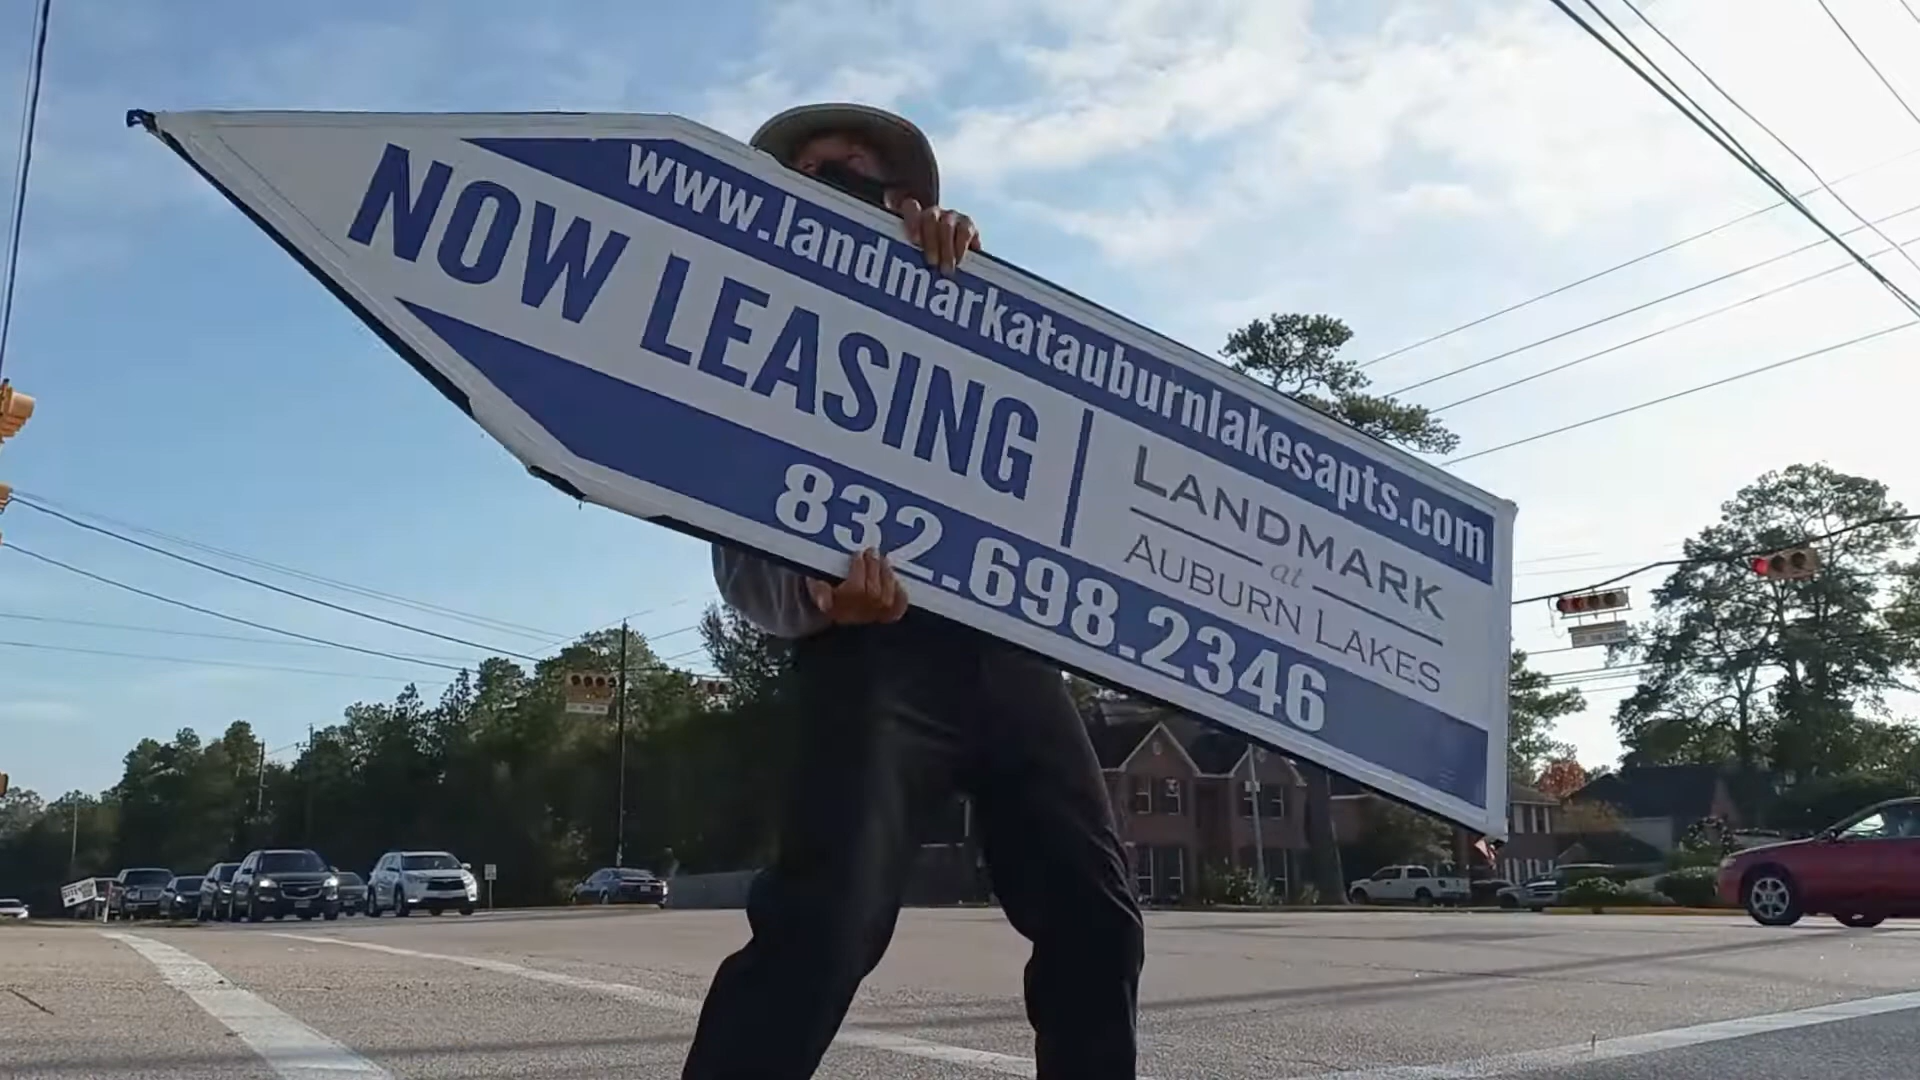 www.landmarkatauburnlakesapts.com
NOW LEASING
LANDMARK
at
AUBURN LAKES
832.698.2346